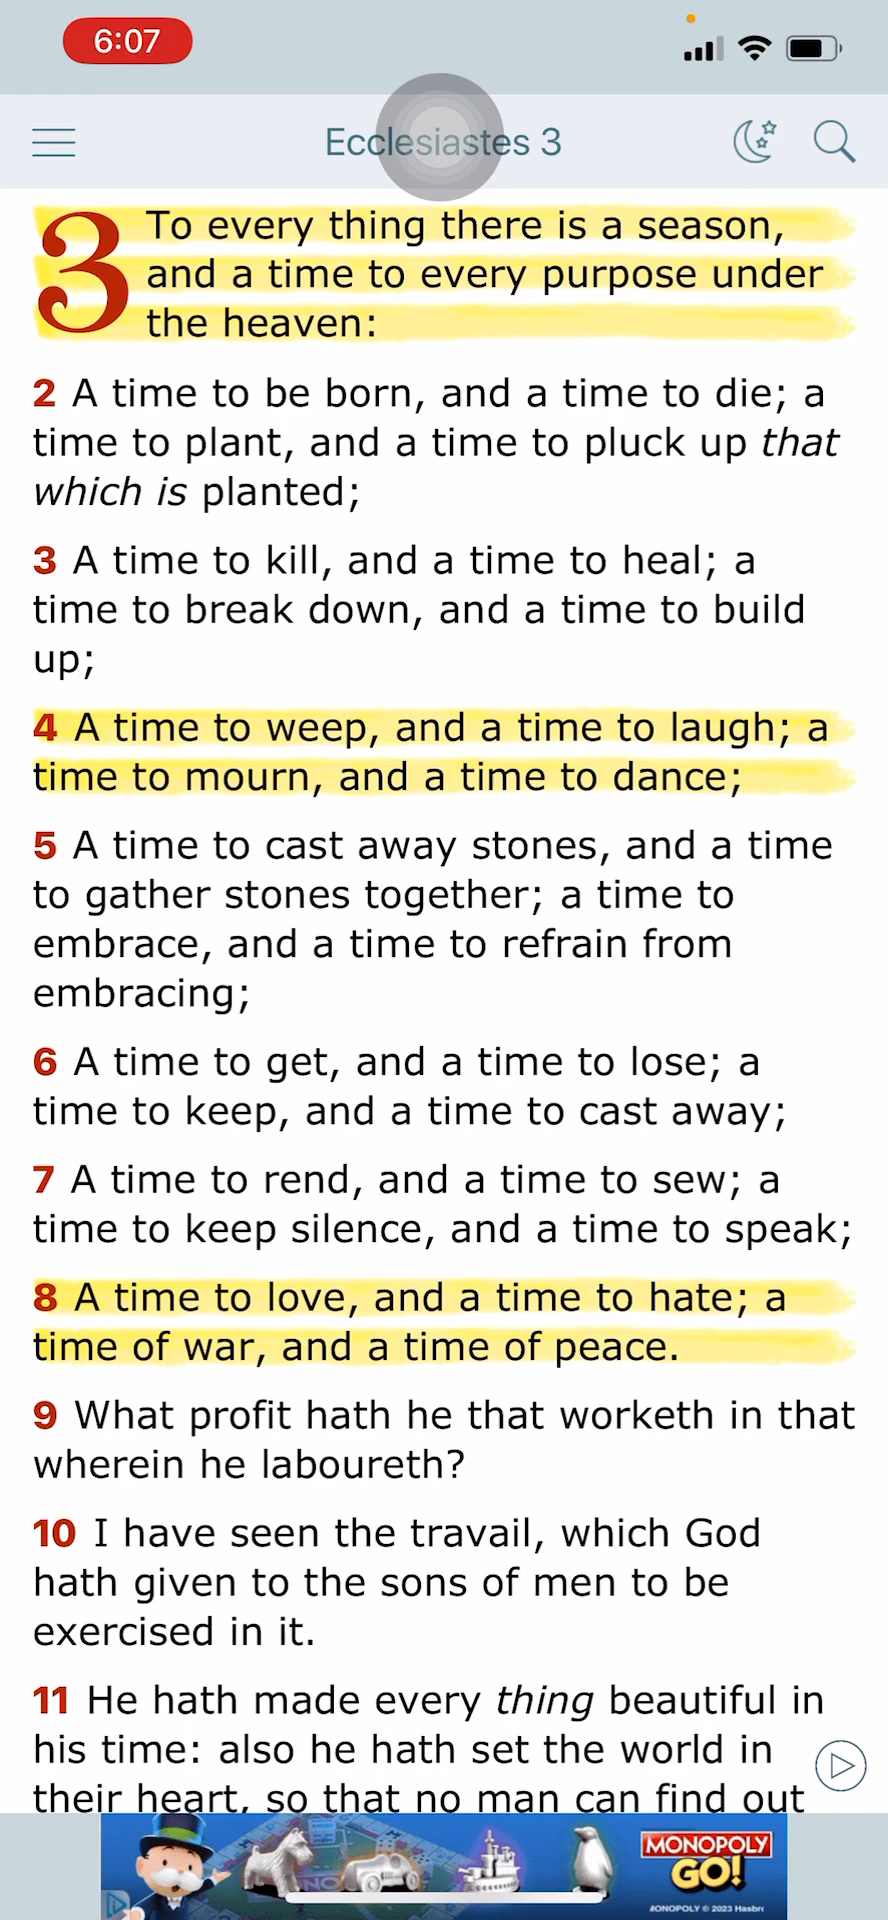 6:07
Ecclesiastes 3
3 To every thing there is a season,
and a time to every purpose under
the heaven:
2 A time to be born, and a time to die; a
time to plant, and a time to pluck up that
which is planted;
3 A time to kill, and a time to heal; a
time to break down, and a time to build
up;
4 A time to weep, and a time to laugh; a
time to mourn, and a time to dance;
5 A time to cast away stones, and a time
to gather stones together; a time to
embrace, and a time to refrain from
embracing;
6 A time to get, and a time to lose; a
time to keep, and a time to cast away;
7 A time to rend, and a time to sew; a
time to keep silence, and a time to speak;
8 A time to love, and a time to hate; a
time of war, and a time of peace.
9 What profit hath he that worketh in that
wherein he laboureth?
10 I have seen the travail, which God
hath given to the sons of men to be
exercised in it.
11 He hath made every thing beautiful in
his time: also he hath set the world in
their heart, so that no man can find out
MONOPOLY
GO!
MONOPOLY © 2023 Hasbr